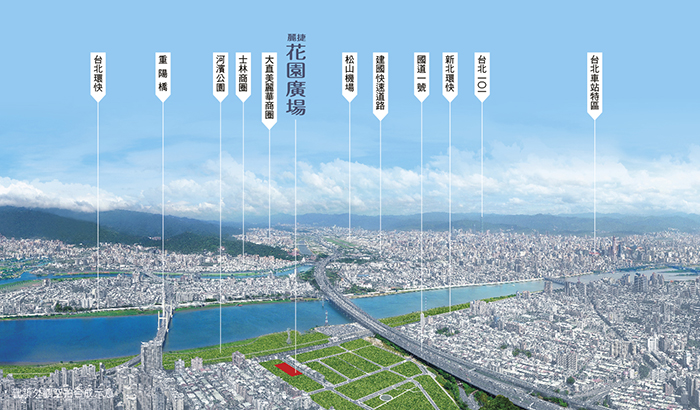 麗捷
花園廣場
台北環快
重陽橋
河濱公園
士林商圈
大直美麗華商圈
松山機場
建國快速道路
國道一號
新北環快
台北一〇一
台北車站特區